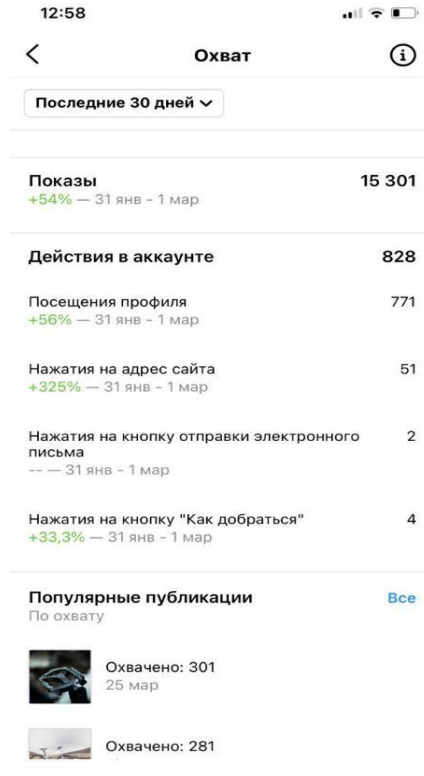 12:58
Охват
Последние 30 дней
Показы 15 301
+54% — 31 янв - 1 мар
Действия в аккаунте 828
Посещения профиля 771
+56% — 31 янв - 1 мар
Нажатия на адрес сайта 51
+325% — 31 янв - 1 мар
Нажатия на кнопку отправки электронного 2
письма
-- — 31 янв - 1 мар
Нажатия на кнопку "Как добраться" 4
+33,3% — 31 янв - 1 мар
Популярные публикации Все
По охвату
Охвачено: 301
25 мар
Охвачено: 281